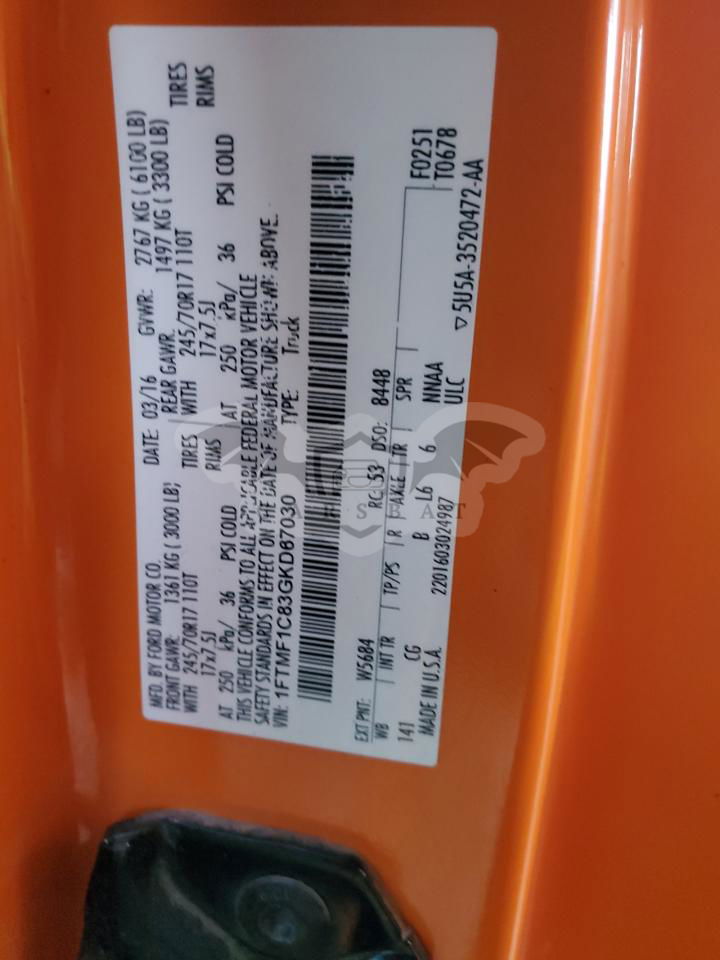 MFD. BY FORD MOTOR CO. DATE: 03/16 GVWR: 2767 KG ( 6100 LB)
FRONT GAWR: 1361 KG ( 3000 LB) REAR GAWR: 1497 KG ( 3300 LB)
WITH 245/70R17 110T TIRES WITH 245/70R17 110T TIRES
17x7.5J RIMS 17x7.5J RIMS
AT 250 kPa/ 36 PSI COLD AT 250 kPa/ 36 PSI COLD
THIS VEHICLE CONFORMS TO ALL APPLICABLE FEDERAL MOTOR VEHICLE
SAFETY STANDARDS IN EFFECT ON THE DATE OF MANUFACTURE SHOWN ABOVE.
VIN: 1FTMF1C83GKD67030 TYPE: Truck
EXT PNT: W5684 RC: 53 DSO: 8448
WB INT TR TP/PS R AXLE TR SPR F0251
141 CG B L6 6 NNAA T0678
MADE IN U.S.A. 2201603024987 ULC
▽5U5A-3520472-AA
ARSBAT